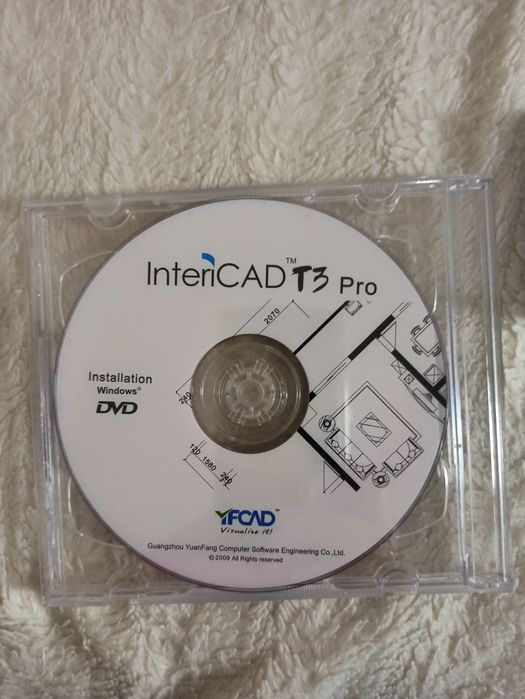 InteriCAD™ T3 Pro
2070
Installation
Windows®
DVD
240
120 1580 240
YFCAD™
Visualize it!
Guangzhou YuanFang Computer Software Engineering Co.,Ltd.
© 2009 All Rights reserved